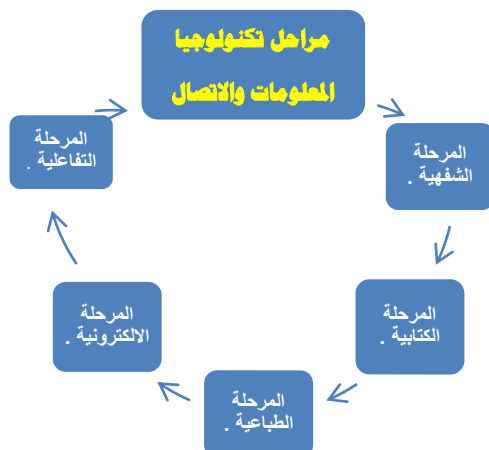 مراحل تكنولوجيا
المعلومات والاتصال
المرحلة
الشفهية .
المرحلة
الكتابية .
المرحلة
الطباعية .
المرحلة
الالكترونية .
المرحلة
التفاعلية .